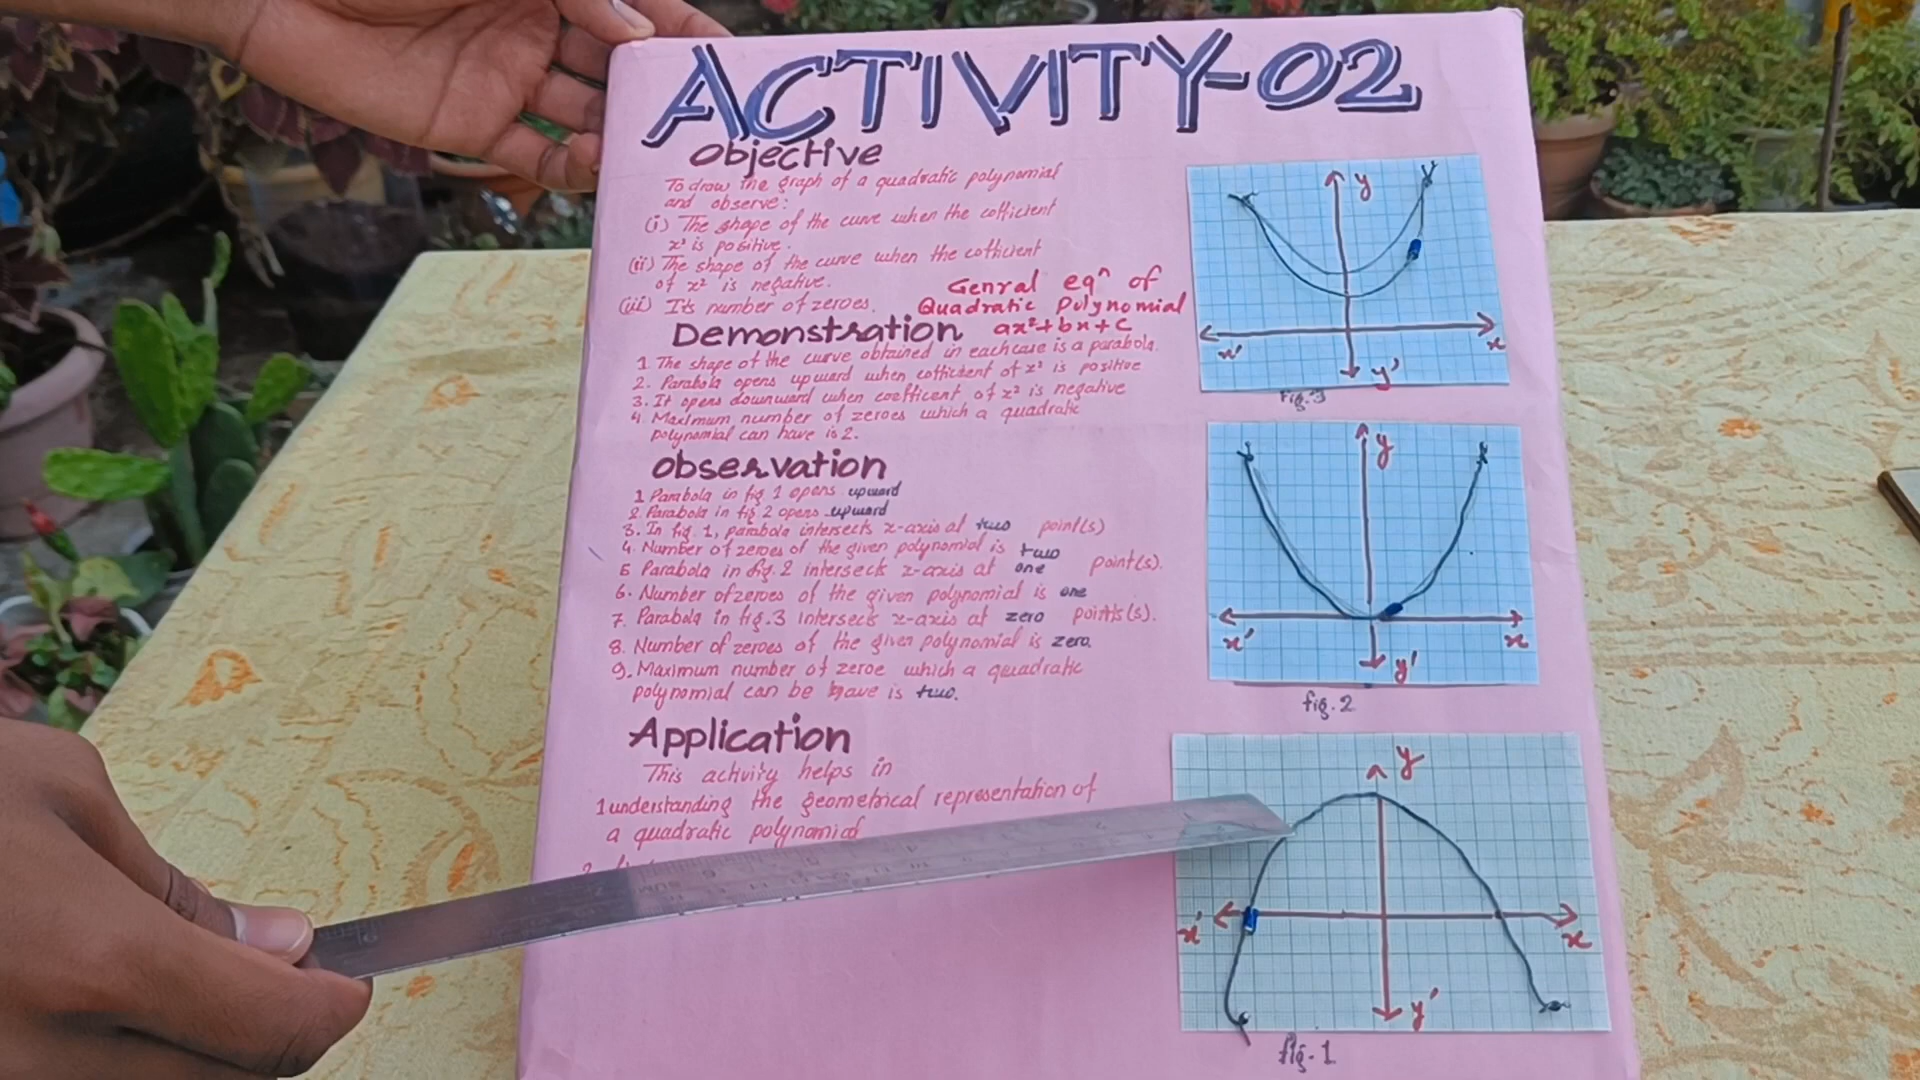 ACTIVITY-02
Objective
To draw the graph of a quadratic polynomial
and observe:
(i) The shape of the curve when the cofficient
x² is positive.
(ii) The shape of the curve when the cofficient
of x² is negative.
(iii) Its number of zeroes.
Genral eqⁿ of
Quadratic Polynomial
ax²+bx+c
Demonstration
1 The shape of the curve obtained in each case is a parabola.
2. Parabola opens upward when cofficient of x² is positive
3. It opens downward when coefficent of x² is negative
4 Maximum number of zeroes which a quadratic
polynomial can have is 2.
Observation
1 Parabola in fig 1 opens upward
2 Parabola in fig 2 opens upward
3. In fig 1, parabola intersects x-axis at two point(s)
4. Number of zeroes of the given polynomial is two
5 Parabola in fig. 2 interseck x-axis at one point(s).
6. Number of zeroes of the given polynomial is one
7. Parabola in fig. 3 interseck x-axis at zero points(s).
8. Number of zeroes of the given polynomial is zero.
9. Maximum number of zeroe which a quadratic
polynomial can be have is two.
Application
This activity helps in
1 understanding the geometrical representation of
a quadratic polynomial
2
y
x'
x
y'
fig. 3
y
x'
x
y'
fig. 2
y
x'
x
y'
fig. 1